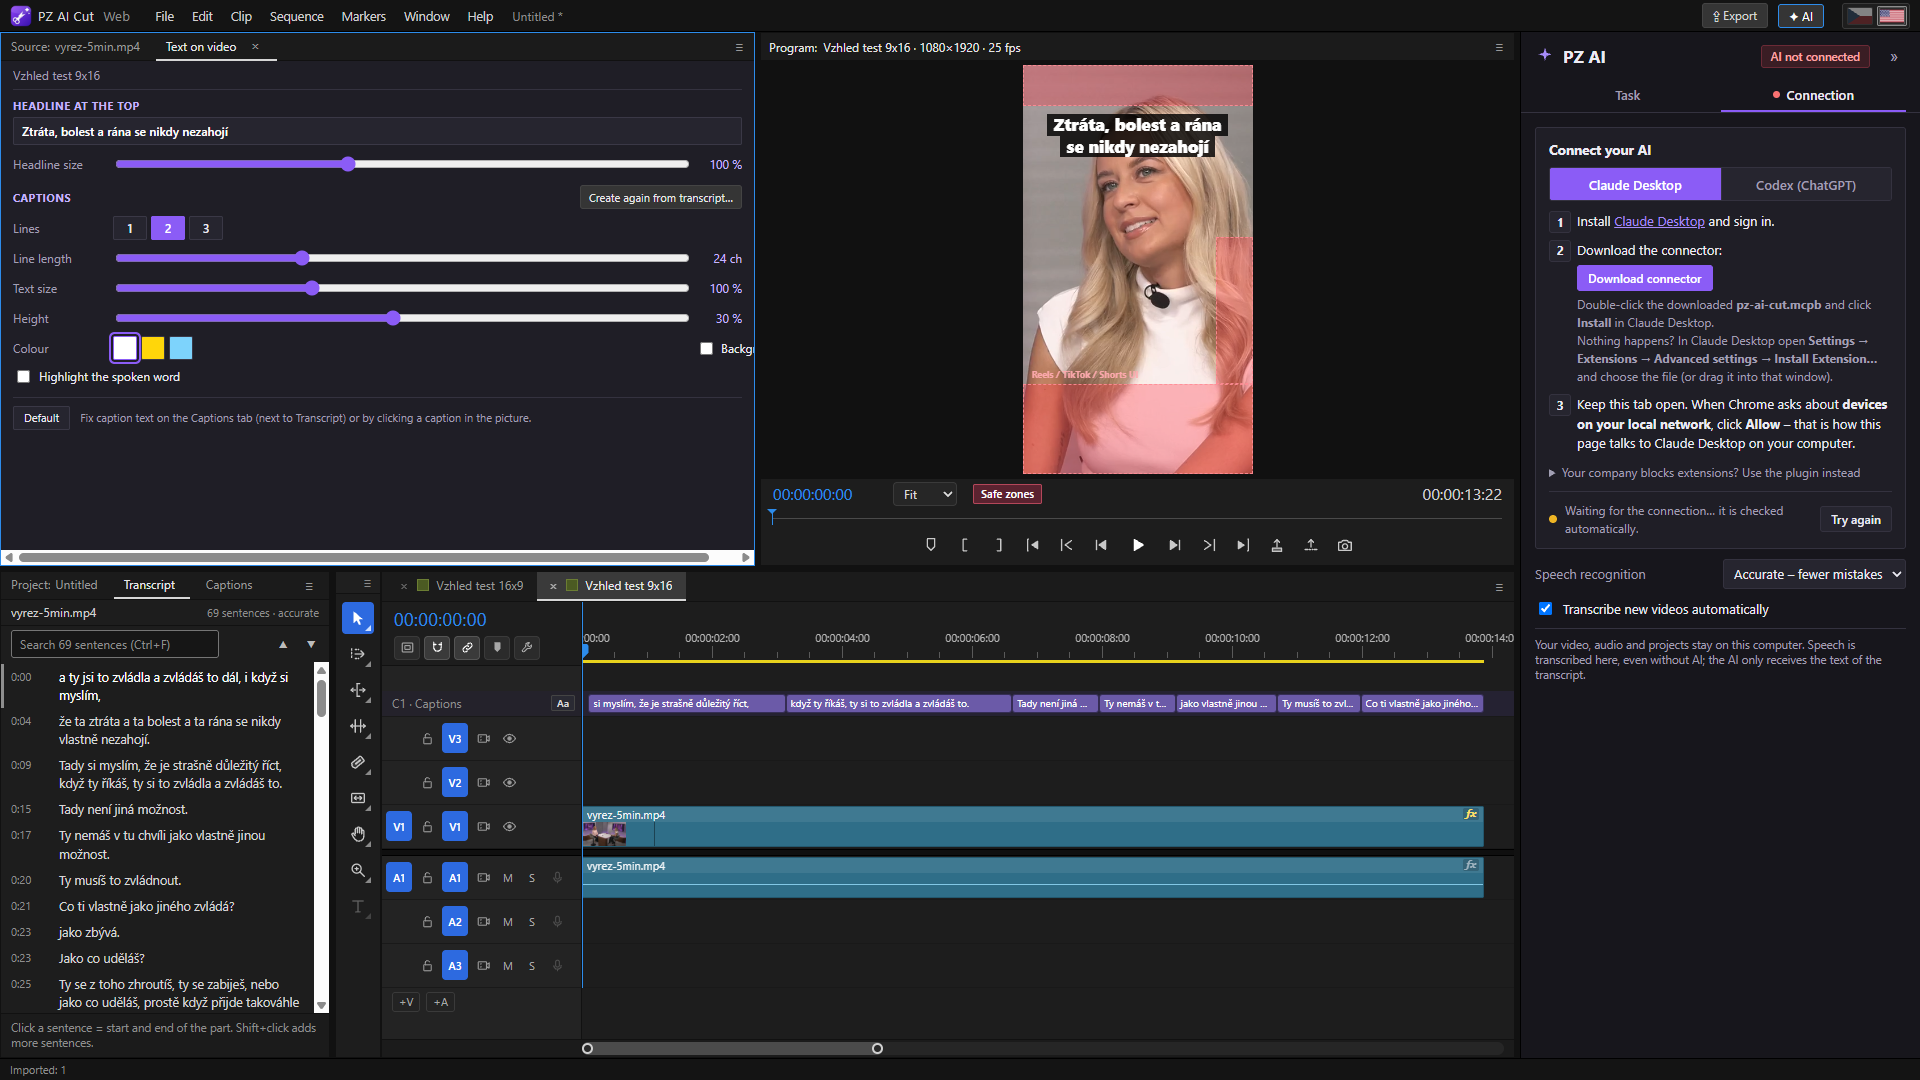 PZ AI Cut Web File Edit Clip Sequence Markers Window Help Untitled *
Export AI
Source: vyrez-5min.mp4 Text on video
Vzhled test 9x16
HEADLINE AT THE TOP
Ztráta, bolest a rána se nikdy nezahojí
Headline size 100 %
CAPTIONS Create again from transcript...
Lines 1 2 3
Line length 24 ch
Text size 100 %
Height 30 %
Colour Backg
Highlight the spoken word
Default Fix caption text on the Captions tab (next to Transcript) or by clicking a caption in the picture.
Program: Vzhled test 9x16 · 1080×1920 · 25 fps
Ztráta, bolest a rána
se nikdy nezahojí
Reels / TikTok / Shorts
00:00:00:00 Fit Safe zones 00:00:13:22
PZ AI AI not connected
Task Connection
Connect your AI
Claude Desktop Codex (ChatGPT)
1 Install Claude Desktop and sign in.
2 Download the connector:
Download connector
Double-click the downloaded pz-ai-cut.mcpb and click
Install in Claude Desktop.
Nothing happens? In Claude Desktop open Settings →
Extensions → Advanced settings → Install Extension...
and choose the file (or drag it into that window).
3 Keep this tab open. When Chrome asks about devices
on your local network, click Allow – that is how this
page talks to Claude Desktop on your computer.
Your company blocks extensions? Use the plugin instead
Waiting for the connection... it is checked
automatically.
Try again
Speech recognition Accurate – fewer mistakes
Transcribe new videos automatically
Your video, audio and projects stay on this computer. Speech is
transcribed here, even without AI; the AI only receives the text of the
transcript.
Project: Untitled Transcript Captions
vyrez-5min.mp4 69 sentences · accurate
Search 69 sentences (Ctrl+F)
0:00 a ty jsi to zvládla a zvládáš to dál, i když si
myslím,
0:04 že ta ztráta a ta bolest a ta rána se nikdy
vlastně nezahojí.
0:09 Tady si myslím, že je strašně důležitý říct,
když ty říkáš, ty si to zvládla a zvládáš to.
0:15 Tady není jiná možnost.
0:17 Ty nemáš v tu chvíli jako vlastně jinou
možnost.
0:20 Ty musíš to zvládnout.
0:21 Co ti vlastně jako jiného zvládá?
0:23 jako zbývá.
0:23 Jako co uděláš?
0:25 Ty se z toho zhroutíš, ty se zabiješ, nebo
jako co uděláš, prostě když přijde takováhle
Click a sentence = start and end of the part. Shift+click adds
more sentences.
Imported: 1
Vzhled test 16x9 Vzhled test 9x16
00:00:00:00
:00:00 00:00:02:00 00:00:04:00 00:00:06:00 00:00:08:00 00:00:10:00 00:00:12:00 00:00:14:0
C1 · Captions Aa
si myslím, že je strašně důležitý říct, když ty říkáš, ty si to zvládla a zvládáš to. Tady není jiná ... Ty nemáš v t... jako vlastně jinou ... Ty musíš to zvl... Co ti vlastně jako jiného...
V3
V2
V1 V1 vyrez-5min.mp4 fx
A1 A1 M S vyrez-5min.mp4 fx
A2 M S
A3 M S
+V +A